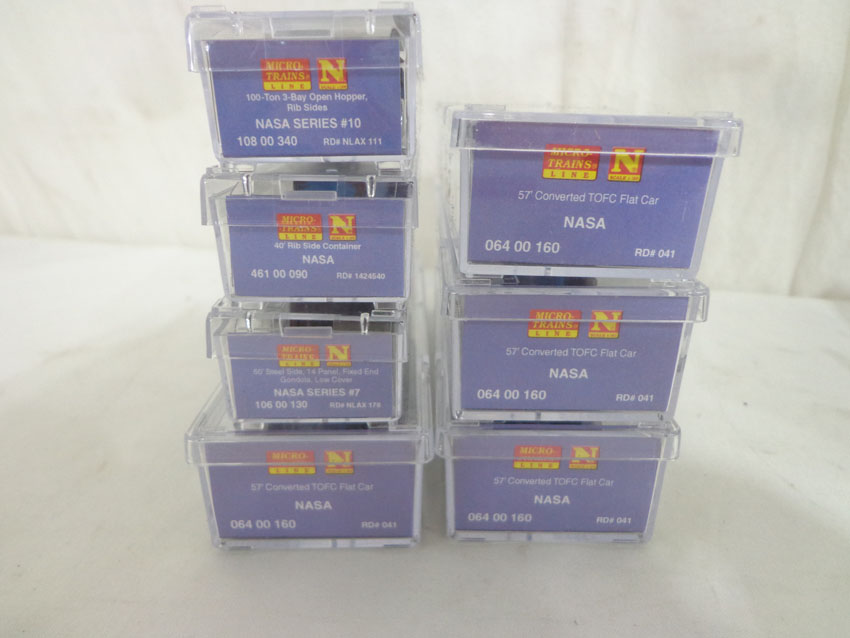 MICRO-
TRAINS®
LINE
N
100-Ton 3-Bay Open Hopper,
Rib Sides
NASA SERIES #10
108 00 340 RD# NLAX 111
MICRO-
TRAINS
LINE
N
40' Rib Side Container
NASA
461 00 090 RD# 1424540
MICRO-
TRAINS
LINE
N
Steel Side, 14 Panel, Fixed End
Gondola, Low Cover
NASA SERIES #7
106 00 130 RD# NLAX
MICRO-
LINE
N
57' Converted TOFC Flat Car
NASA
064 00 160 RD# 041
MICRO-
TRAINS
LINE
N
57' Converted TOFC Flat Car
NASA
064 00 160 RD# 041
MICRO-
TRAINS
LINE
N
57' Converted TOFC Flat Car
NASA
064 00 160 RD# 041
MICRO-
LINE
N
57' Converted TOFC Flat Car
NASA
064 00 160 RD# 041